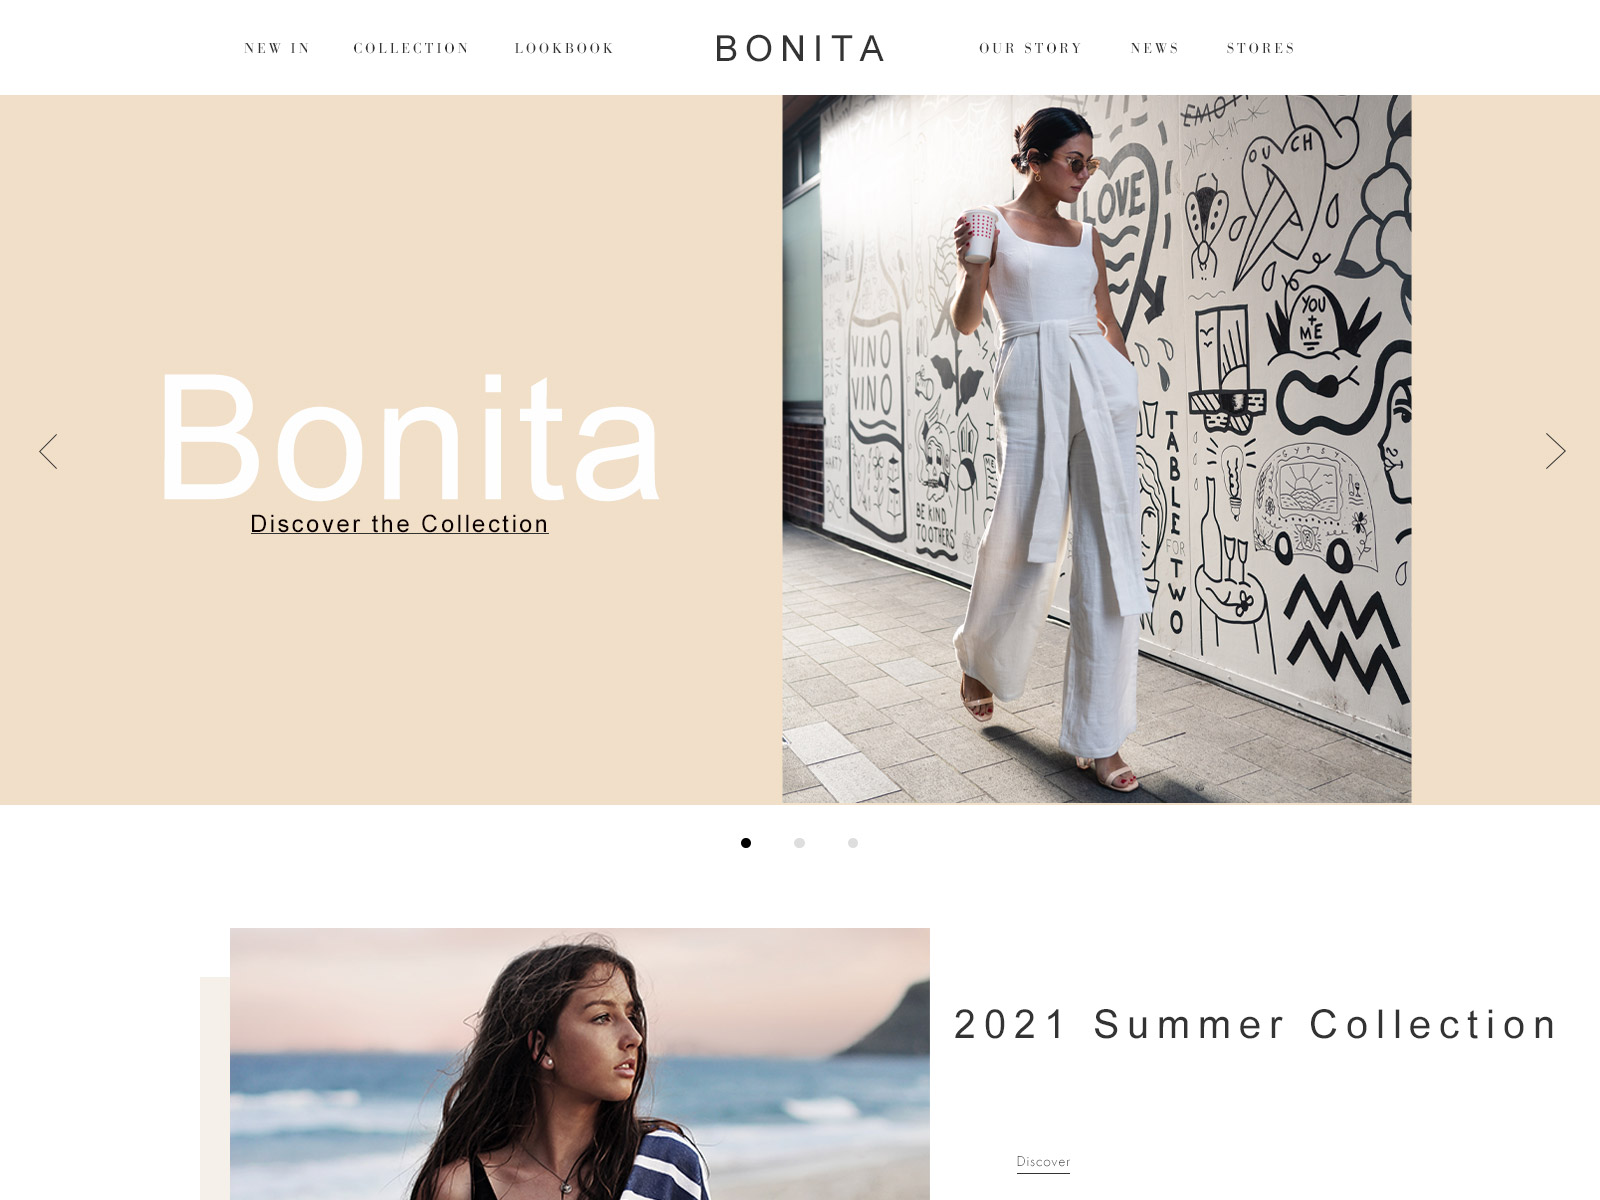 NEW IN COLLECTION LOOKBOOK BONITA OUR STORY NEWS STORES
EMOTI
OUCH
LOVE
YOU
+
ME
VINO
VINO
TABLE FOR TWO
BE KIND
TO OTHERS
GYPSY
Bonita
Discover the Collection
2021 Summer Collection
Discover